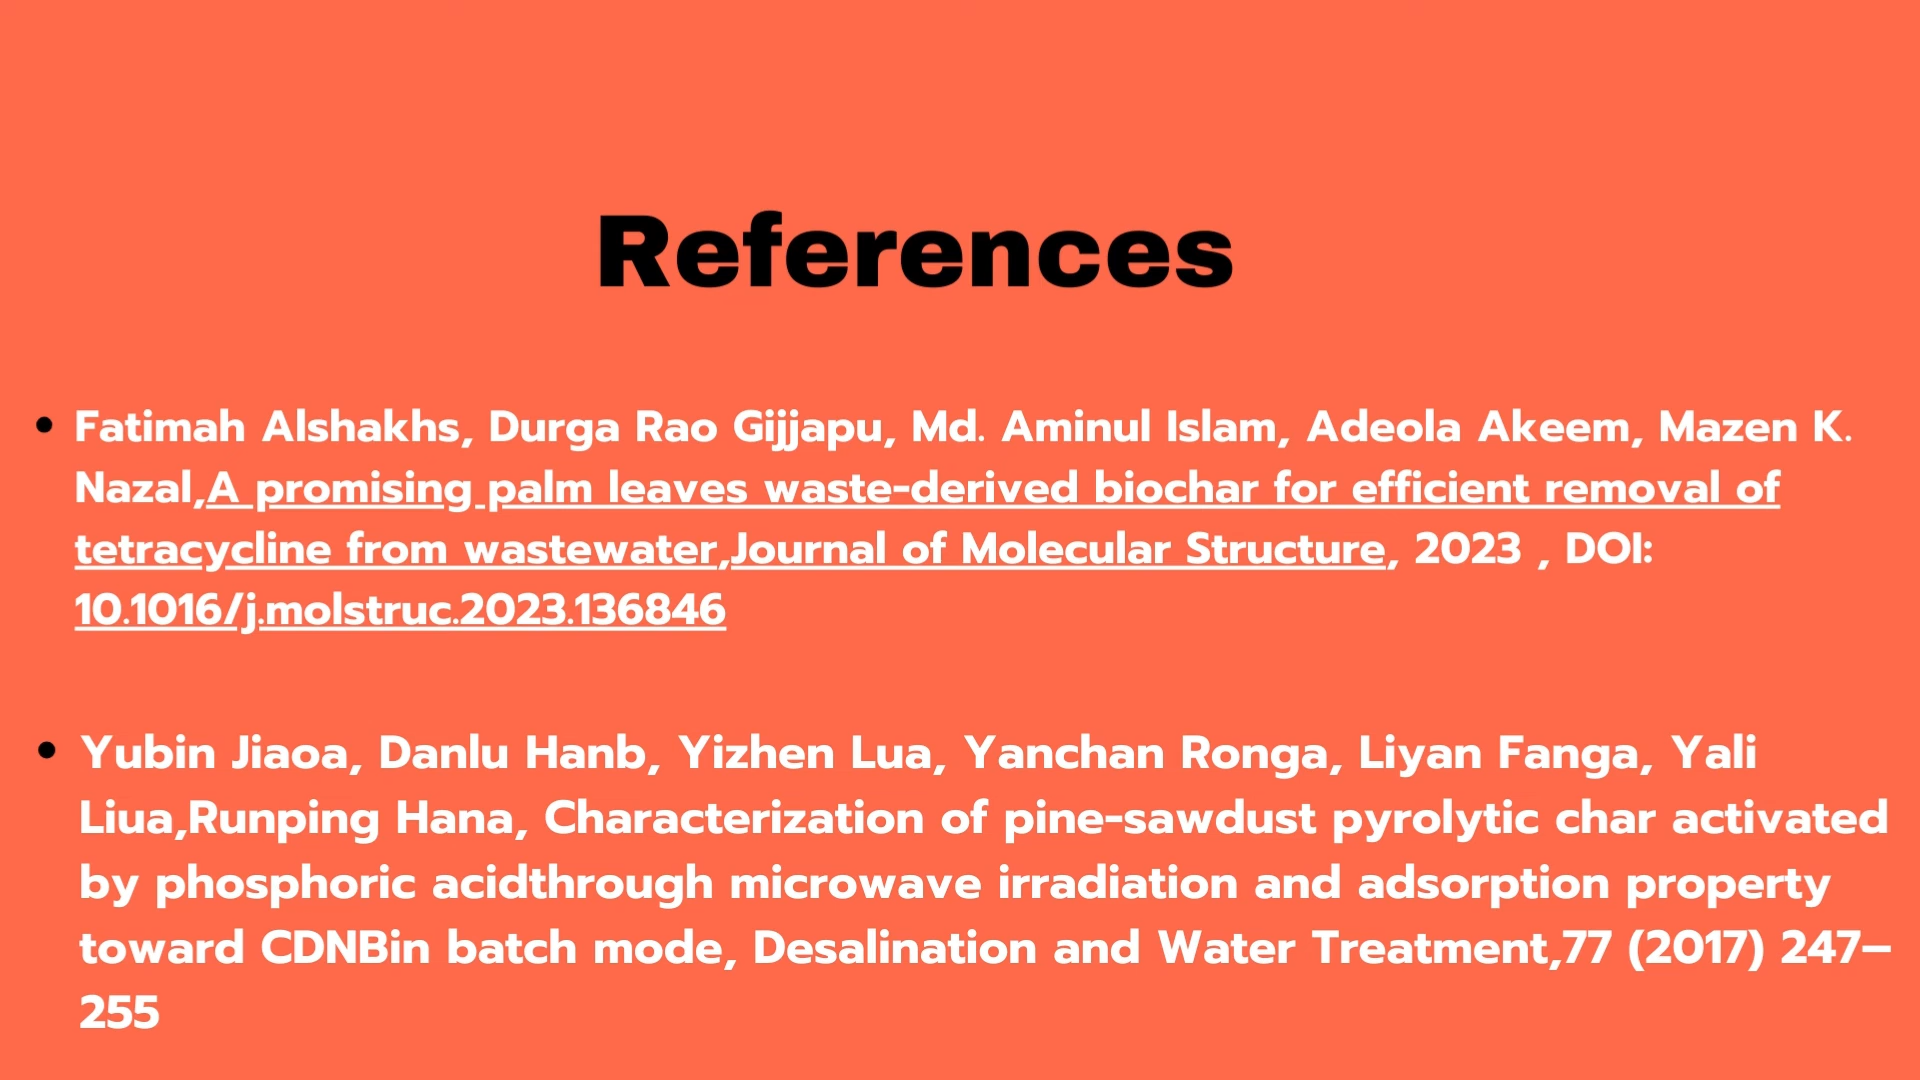 References
• Fatimah Alshakhs, Durga Rao Gijjapu, Md. Aminul Islam, Adeola Akeem, Mazen K.
Nazal,A promising palm leaves waste-derived biochar for efficient removal of
tetracycline from wastewater,Journal of Molecular Structure, 2023 , DOI:
10.1016/j.molstruc.2023.136846
• Yubin Jiaoa, Danlu Hanb, Yizhen Lua, Yanchan Ronga, Liyan Fanga, Yali
Liua,Runping Hana, Characterization of pine-sawdust pyrolytic char activated
by phosphoric acidthrough microwave irradiation and adsorption property
toward CDNBin batch mode, Desalination and Water Treatment,77 (2017) 247–
255